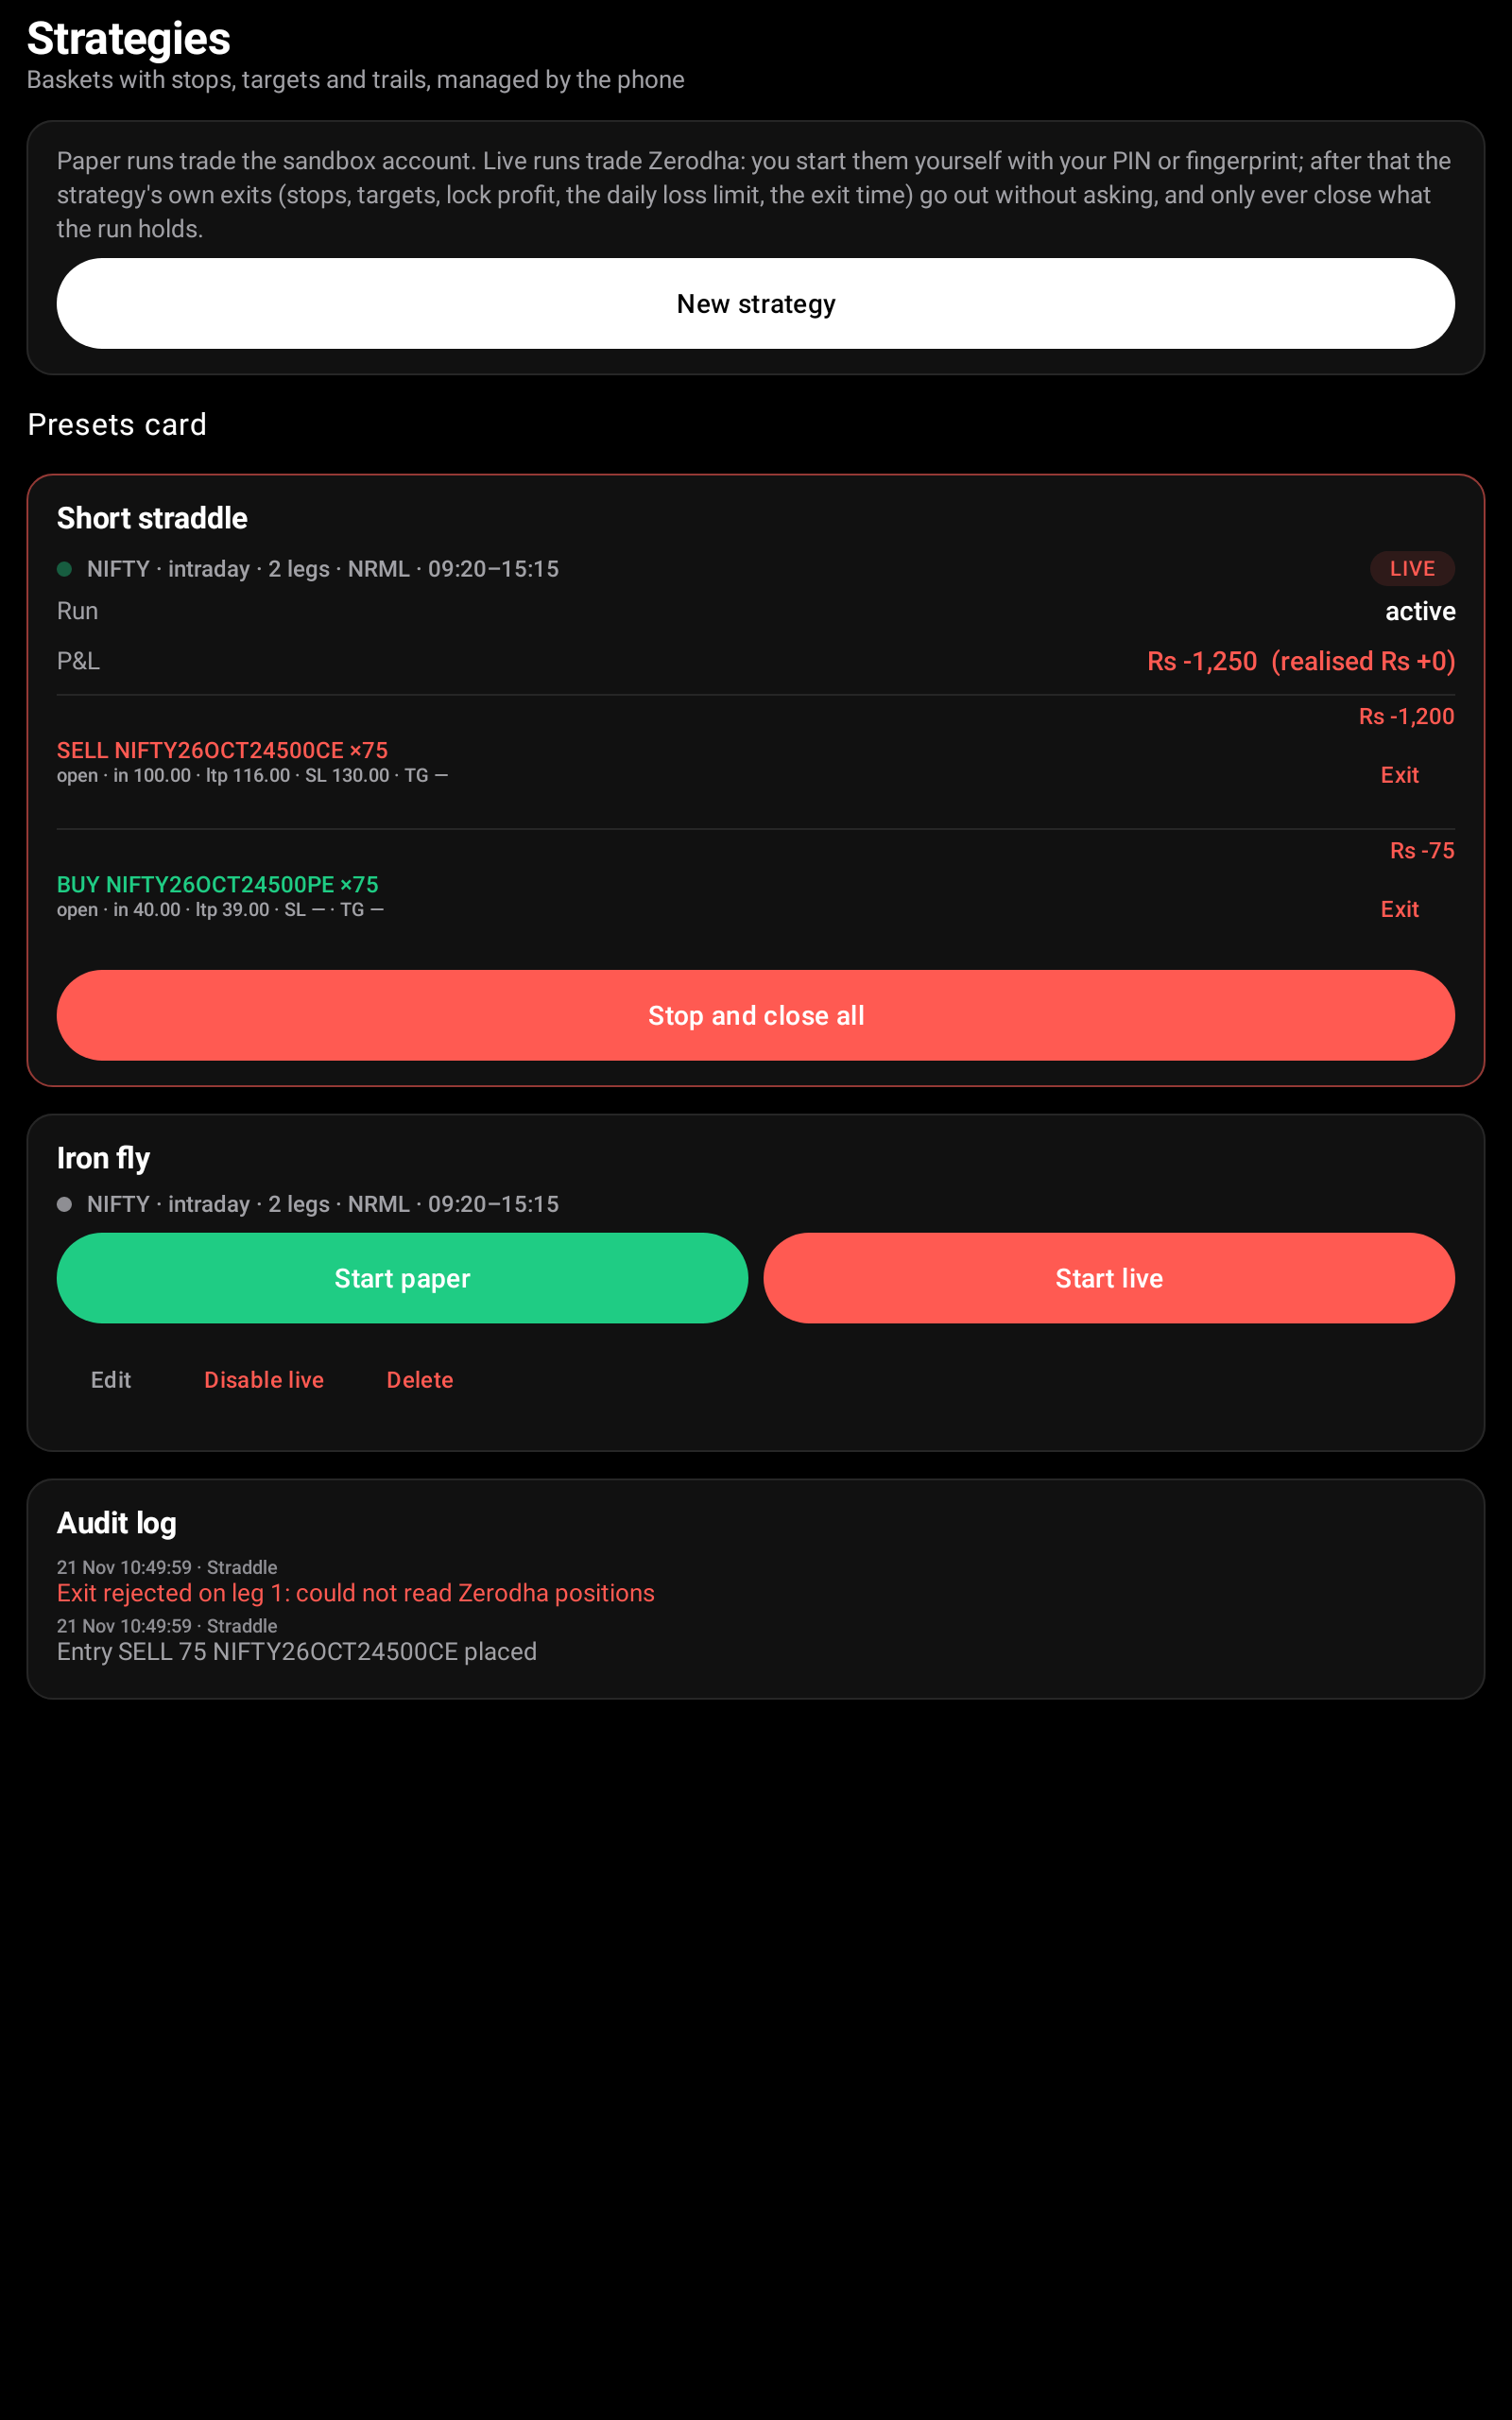 Strategies
Baskets with stops, targets and trails, managed by the phone
Paper runs trade the sandbox account. Live runs trade Zerodha: you start them yourself with your PIN or fingerprint; after that the
strategy's own exits (stops, targets, lock profit, the daily loss limit, the exit time) go out without asking, and only ever close what
the run holds.
New strategy
Presets card
Short straddle
NIFTY · intraday · 2 legs · NRML · 09:20–15:15 LIVE
Run active
P&L Rs -1,250 (realised Rs +0)
Rs -1,200
SELL NIFTY26OCT24500CE ×75
open · in 100.00 · ltp 116.00 · SL 130.00 · TG — Exit
Rs -75
BUY NIFTY26OCT24500PE ×75
open · in 40.00 · ltp 39.00 · SL — · TG — Exit
Stop and close all
Iron fly
NIFTY · intraday · 2 legs · NRML · 09:20–15:15
Start paper Start live
Edit Disable live Delete
Audit log
21 Nov 10:49:59 · Straddle
Exit rejected on leg 1: could not read Zerodha positions
21 Nov 10:49:59 · Straddle
Entry SELL 75 NIFTY26OCT24500CE placed